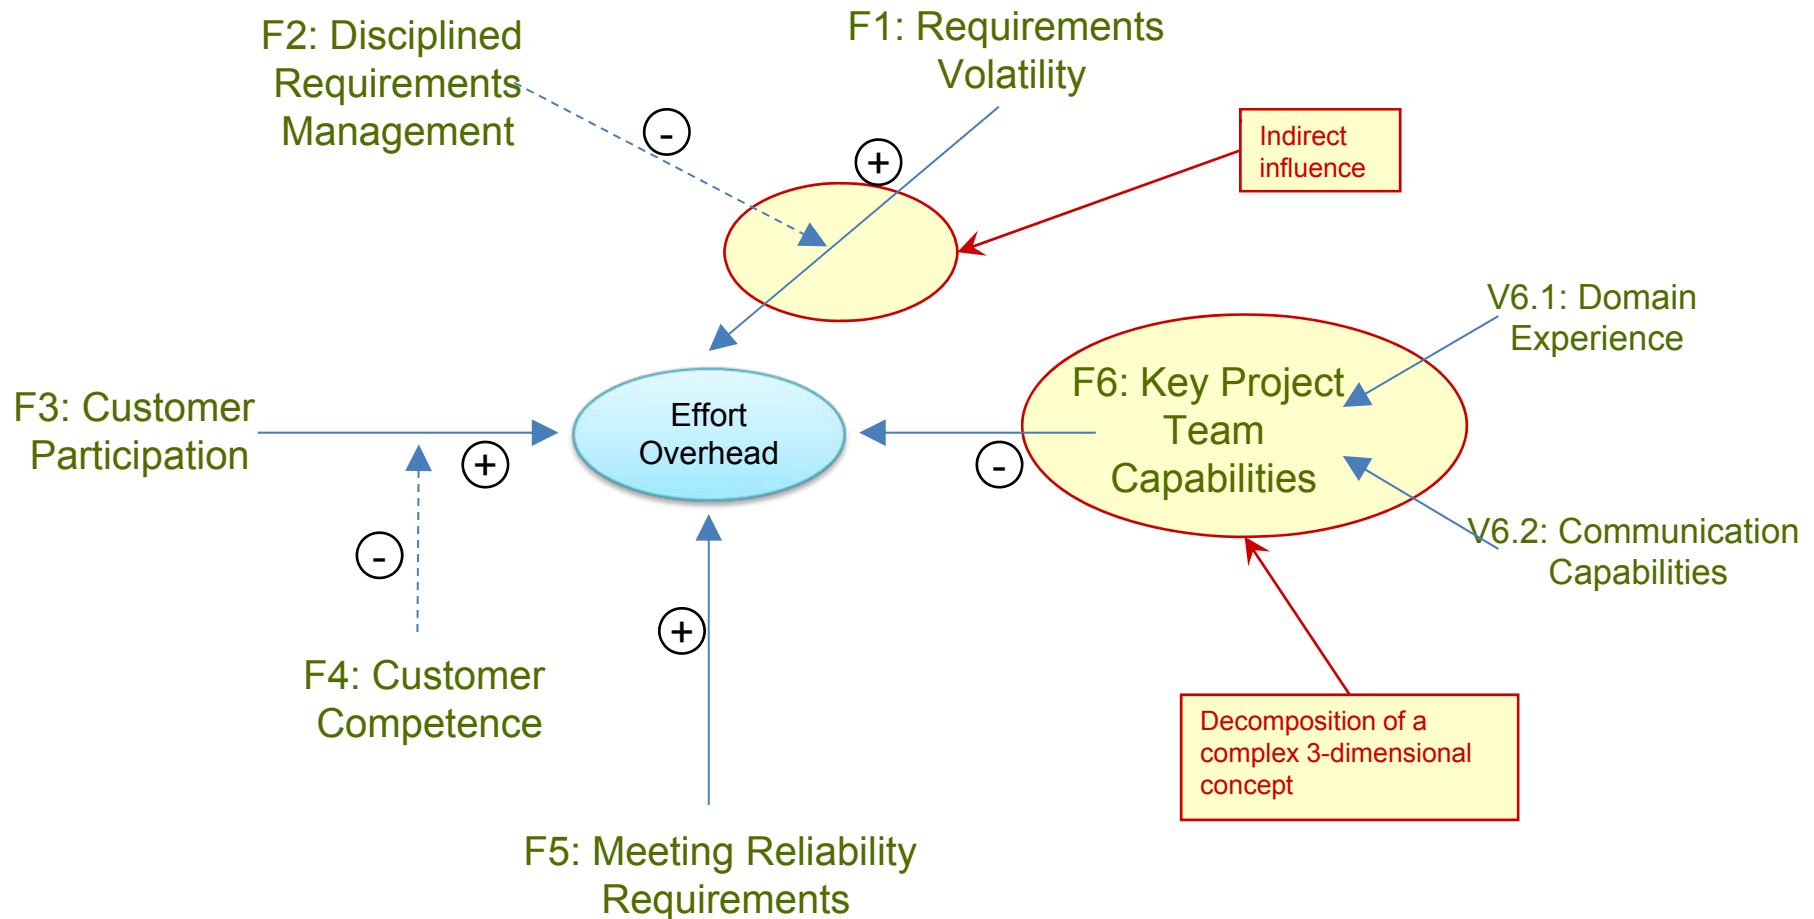 F2: Disciplined
Requirements
Management
F1: Requirements
Volatility
-
+
Indirect
influence
V6.1: Domain
Experience
F3: Customer
Participation
+
Effort
Overhead
-
F6: Key Project
Team
Capabilities
V6.2: Communication
Capabilities
-
F4: Customer
Competence
+
Decomposition of a
complex 3-dimensional
concept
F5: Meeting Reliability
Requirements